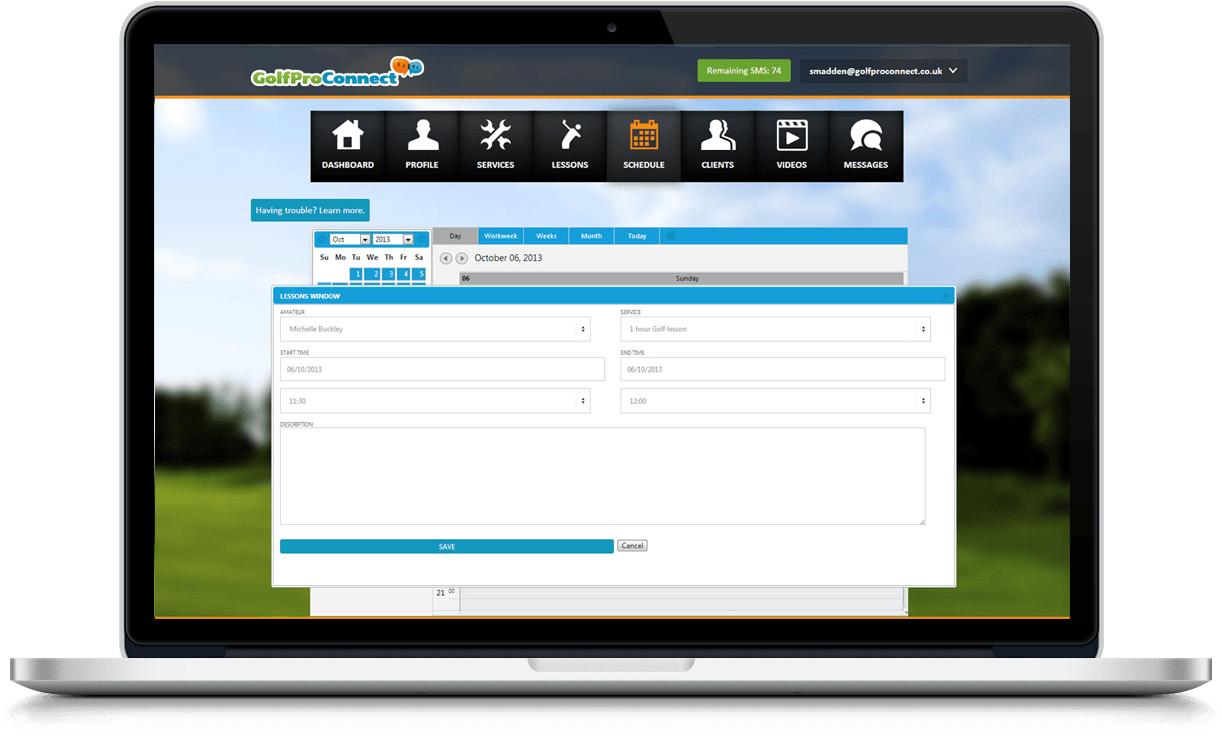 GolfProConnect
Remaining SMS: 74
smadden@golfproconnect.co.uk
DASHBOARD PROFILE SERVICES LESSONS SCHEDULE CLIENTS VIDEOS MESSAGES
Having trouble? Learn more.
Oct 2013
Day Workweek Weeks Month Today
Su Mo Tu We Th Fr Sa
October 06, 2013
1 2 3 4 5
06 Sunday
LESSONS WINDOW
AMATEUR
SERVICE
Michelle Buckley
1 hour Golf lesson
START TIME
END TIME
06/10/2013
06/10/2013
11:30
12:00
DESCRIPTION
SAVE
Cancel
21 00